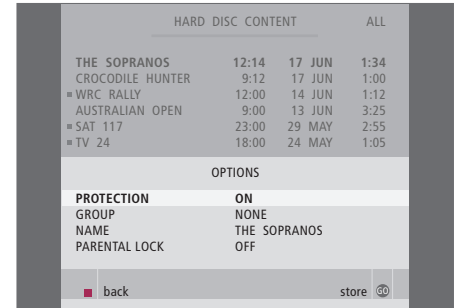 HARD DISC CONTENT ALL
THE SOPRANOS 12:14 17 JUN 1:34
CROCODILE HUNTER 9:12 17 JUN 1:00
WRC RALLY 12:00 14 JUN 1:12
AUSTRALIAN OPEN 9:00 13 JUN 3:25
SAT 117 23:00 29 MAY 2:55
TV 24 18:00 24 MAY 1:05
OPTIONS
PROTECTION ON
GROUP NONE
NAME THE SOPRANOS
PARENTAL LOCK OFF
back store GO